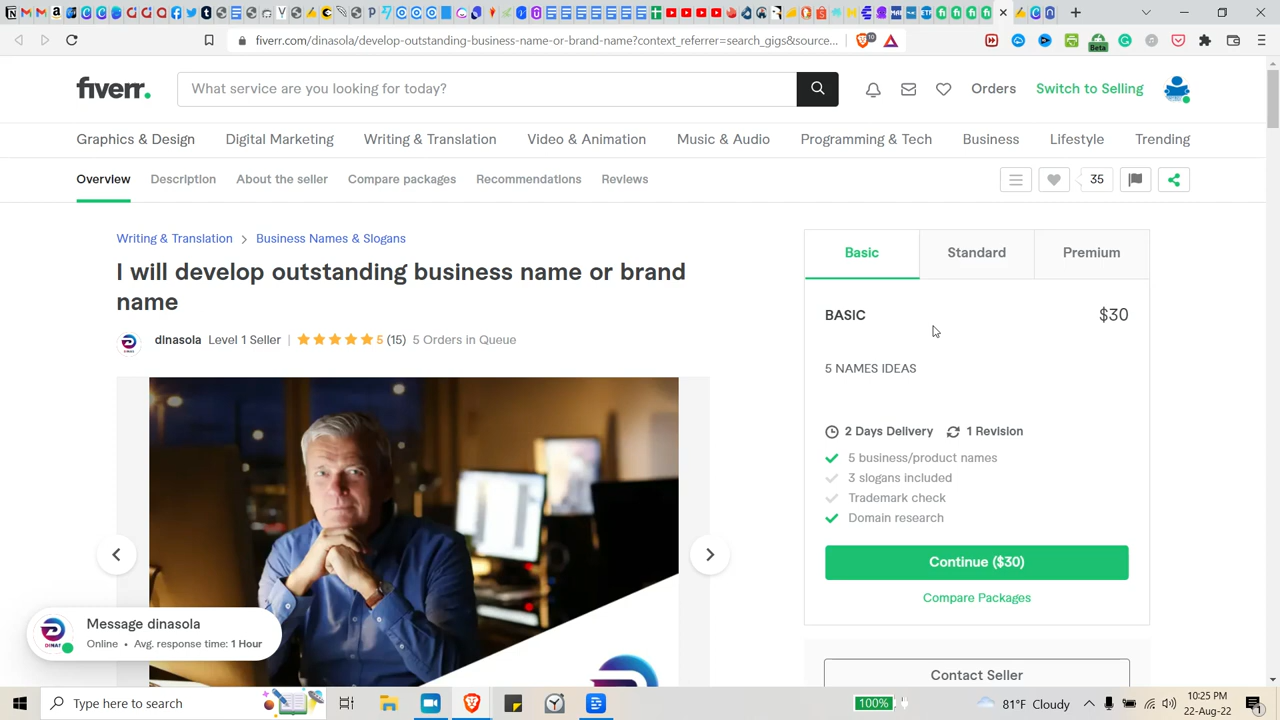 fiverr.com/dinasola/develop-outstanding-business-name-or-brand-name?context_referrer=search_gigs&source...
10
Beta
fiverr.
What service are you looking for today?
Orders
Switch to Selling
Graphics & Design
Digital Marketing
Writing & Translation
Video & Animation
Music & Audio
Programming & Tech
Business
Lifestyle
Trending
Overview
Description
About the seller
Compare packages
Recommendations
Reviews
35
Writing & Translation
Business Names & Slogans
I will develop outstanding business name or brand
name
dinasola Level 1 Seller | 5 (15) 5 Orders in Queue
Basic
Standard
Premium
BASIC
$30
5 NAMES IDEAS
2 Days Delivery
1 Revision
5 business/product names
3 slogans included
Trademark check
Domain research
Continue ($30)
Compare Packages
Contact Seller
Message dinasola
Online • Avg. response time: 1 Hour
Type here to search
100%
81°F Cloudy
10:25 PM
22-Aug-22
1